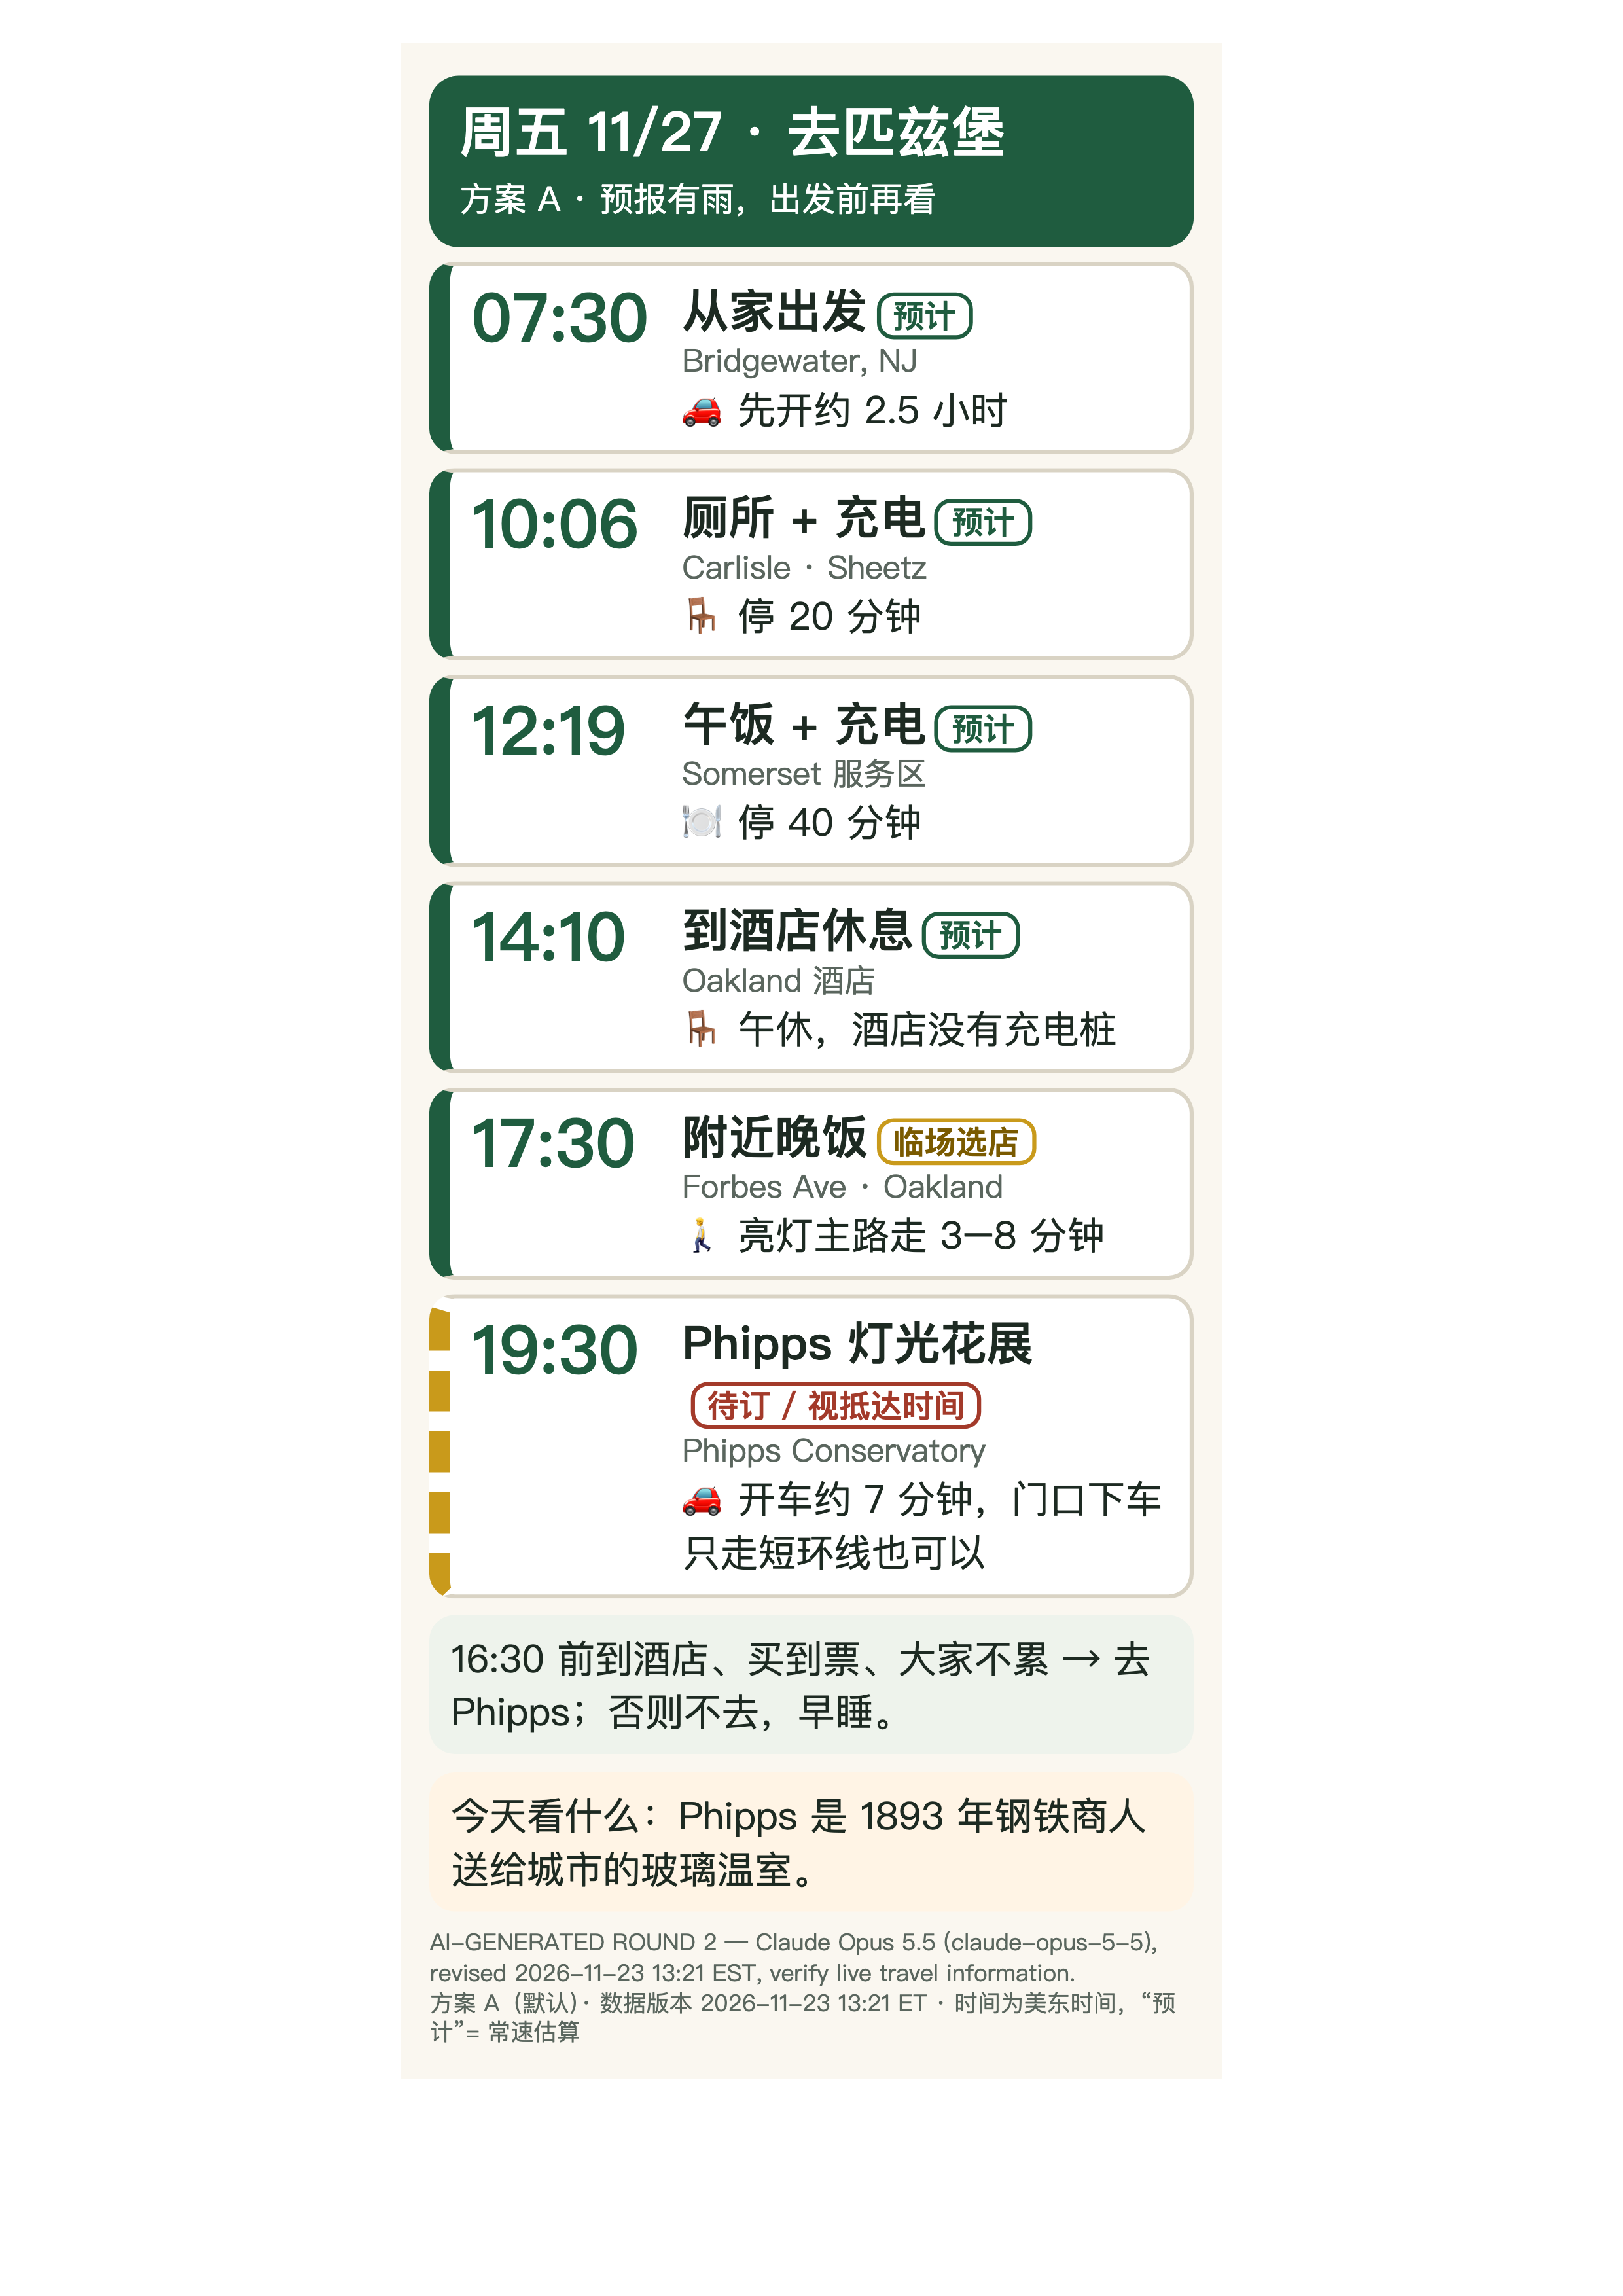 周五 11/27 · 去匹兹堡
方案 A · 预报有雨，出发前再看
07:30
从家出发 预计
Bridgewater, NJ
先开约 2.5 小时
10:06
厕所 + 充电 预计
Carlisle · Sheetz
停 20 分钟
12:19
午饭 + 充电 预计
Somerset 服务区
停 40 分钟
14:10
到酒店休息 预计
Oakland 酒店
午休，酒店没有充电桩
17:30
附近晚饭 临场选店
Forbes Ave · Oakland
亮灯主路走 3–8 分钟
19:30
Phipps 灯光花展
待订 / 视抵达时间
Phipps Conservatory
开车约 7 分钟，门口下车
只走短环线也可以
16:30 前到酒店、买到票、大家不累 → 去
Phipps；否则不去，早睡。
今天看什么：Phipps 是 1893 年钢铁商人
送给城市的玻璃温室。
AI-GENERATED ROUND 2 — Claude Opus 5.5 (claude-opus-5-5),
revised 2026-11-23 13:21 EST, verify live travel information.
方案 A（默认）· 数据版本 2026-11-23 13:21 ET · 时间为美东时间，“预
计”= 常速估算